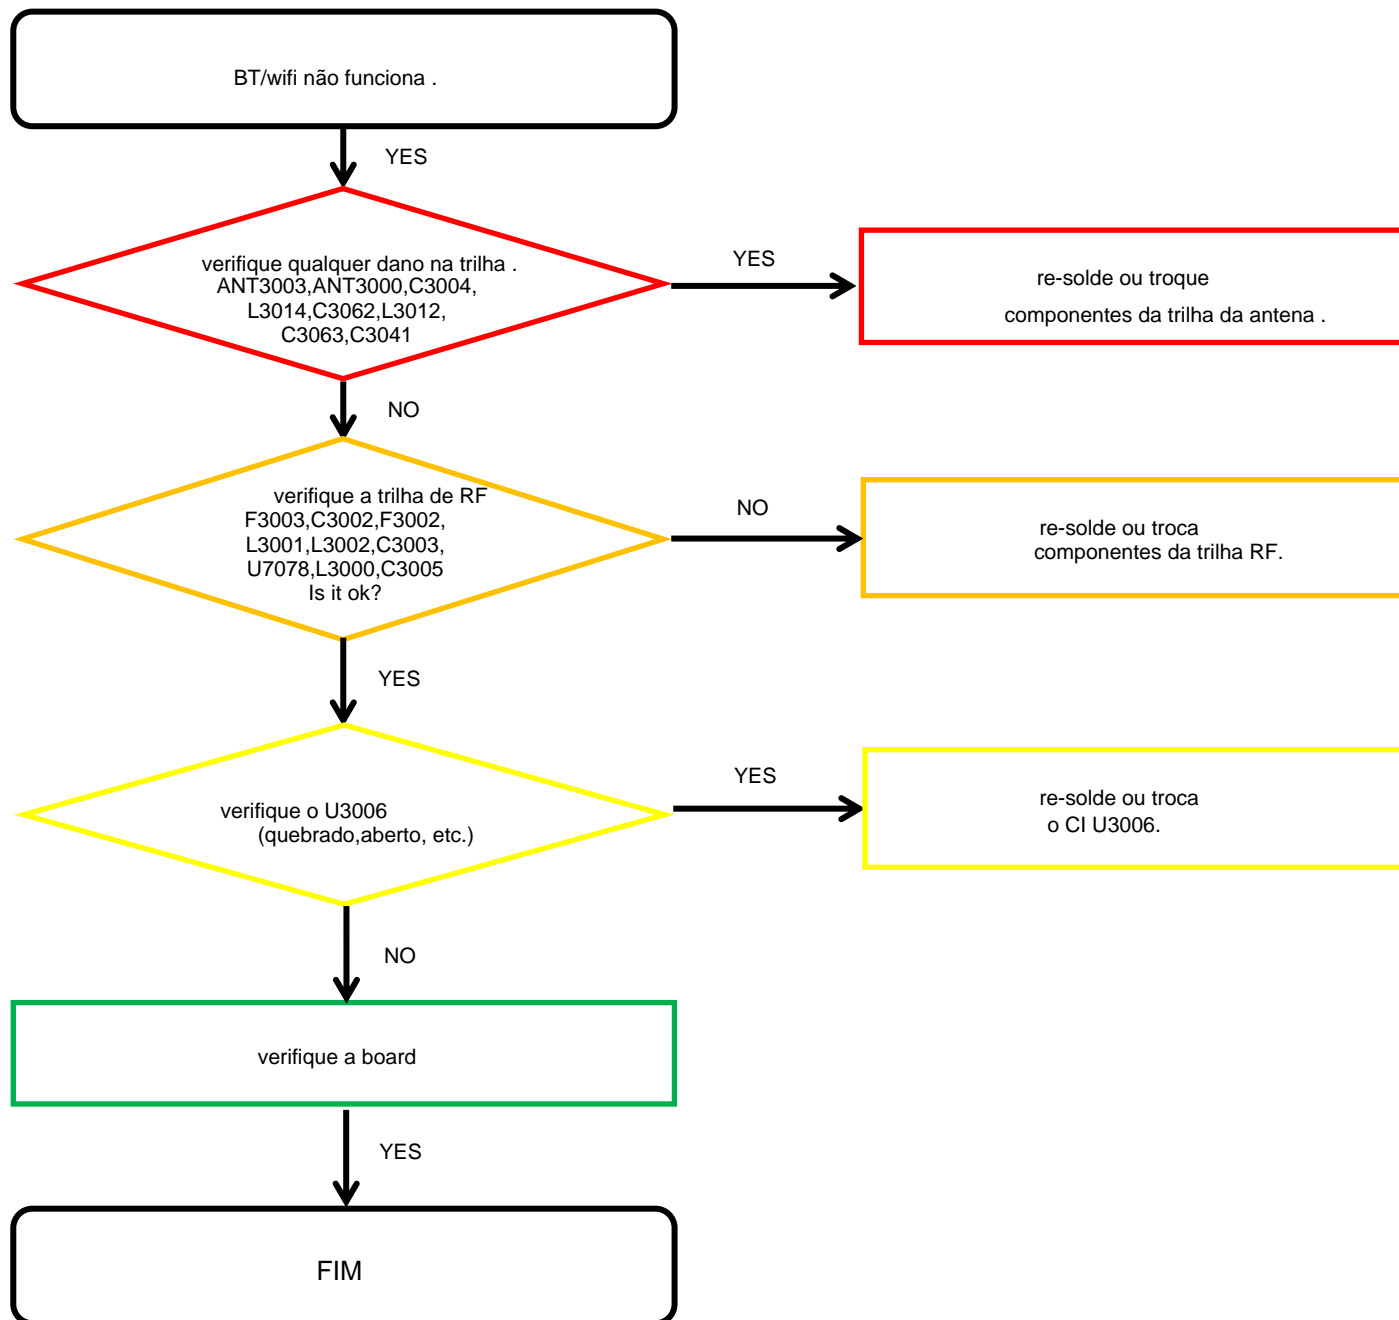 BT/wifi não funciona .
YES
verifique qualquer dano na trilha .
ANT3003,ANT3000,C3004,
L3014,C3062,L3012,
C3063,C3041
YES
re-solde ou troque
componentes da trilha da antena .
NO
verifique a trilha de RF
F3003,C3002,F3002,
L3001,L3002,C3003,
U7078,L3000,C3005
Is it ok?
NO
re-solde ou troca
componentes da trilha RF.
YES
verifique o U3006
(quebrado,aberto, etc.)
YES
re-solde ou troca
o CI U3006.
NO
verifique a board
YES
FIM